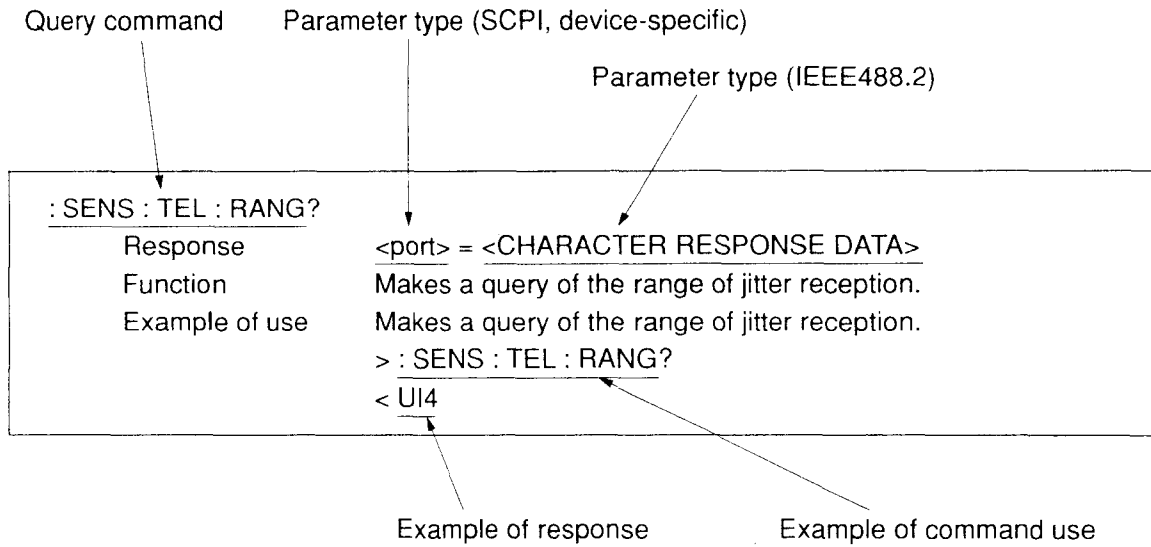 Query command Parameter type (SCPI, device-specific)
Parameter type (IEEE488.2)
: SENS : TEL : RANG?
Response <port> = <CHARACTER RESPONSE DATA>
Function Makes a query of the range of jitter reception.
Example of use Makes a query of the range of jitter reception.
> : SENS : TEL : RANG?
< UI4
Example of response Example of command use